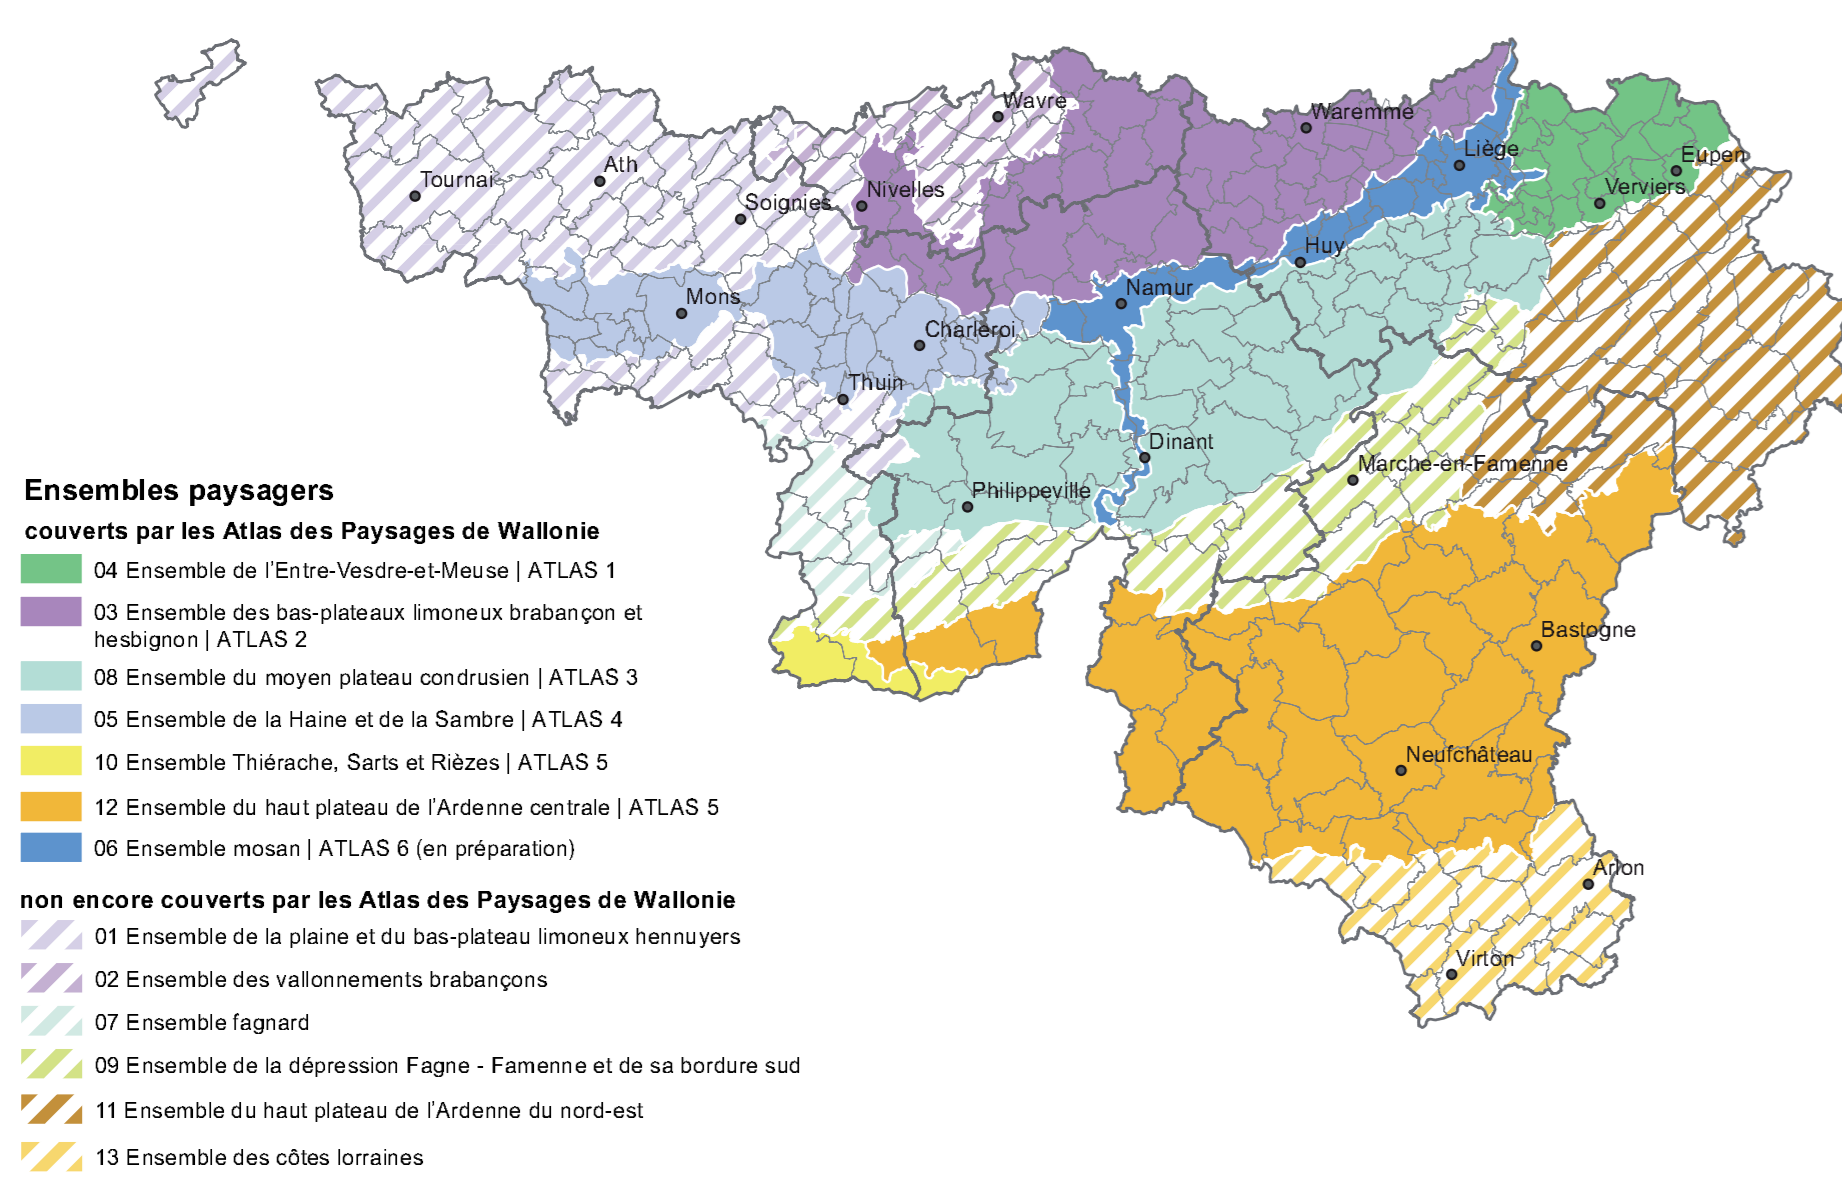 Wavre
Waremme
Liège
Eupen
Verviers
Ath
Tournai
Soignies
Nivelles
Huy
Namur
Mons
Charleroi
Thuin
Dinant
Marche-en-Famenne
Philippeville
Bastogne
Neufchâteau
Arlon
Virton
Ensembles paysagers
couverts par les Atlas des Paysages de Wallonie
04 Ensemble de l'Entre-Vesdre-et-Meuse | ATLAS 1
03 Ensemble des bas-plateaux limoneux brabançon et
hesbignon | ATLAS 2
08 Ensemble du moyen plateau condrusien | ATLAS 3
05 Ensemble de la Haine et de la Sambre | ATLAS 4
10 Ensemble Thiérache, Sarts et Rièzes | ATLAS 5
12 Ensemble du haut plateau de l'Ardenne centrale | ATLAS 5
06 Ensemble mosan | ATLAS 6 (en préparation)
non encore couverts par les Atlas des Paysages de Wallonie
01 Ensemble de la plaine et du bas-plateau limoneux hennuyers
02 Ensemble des vallonnements brabançons
07 Ensemble fagnard
09 Ensemble de la dépression Fagne - Famenne et de sa bordure sud
11 Ensemble du haut plateau de l'Ardenne du nord-est
13 Ensemble des côtes lorraines